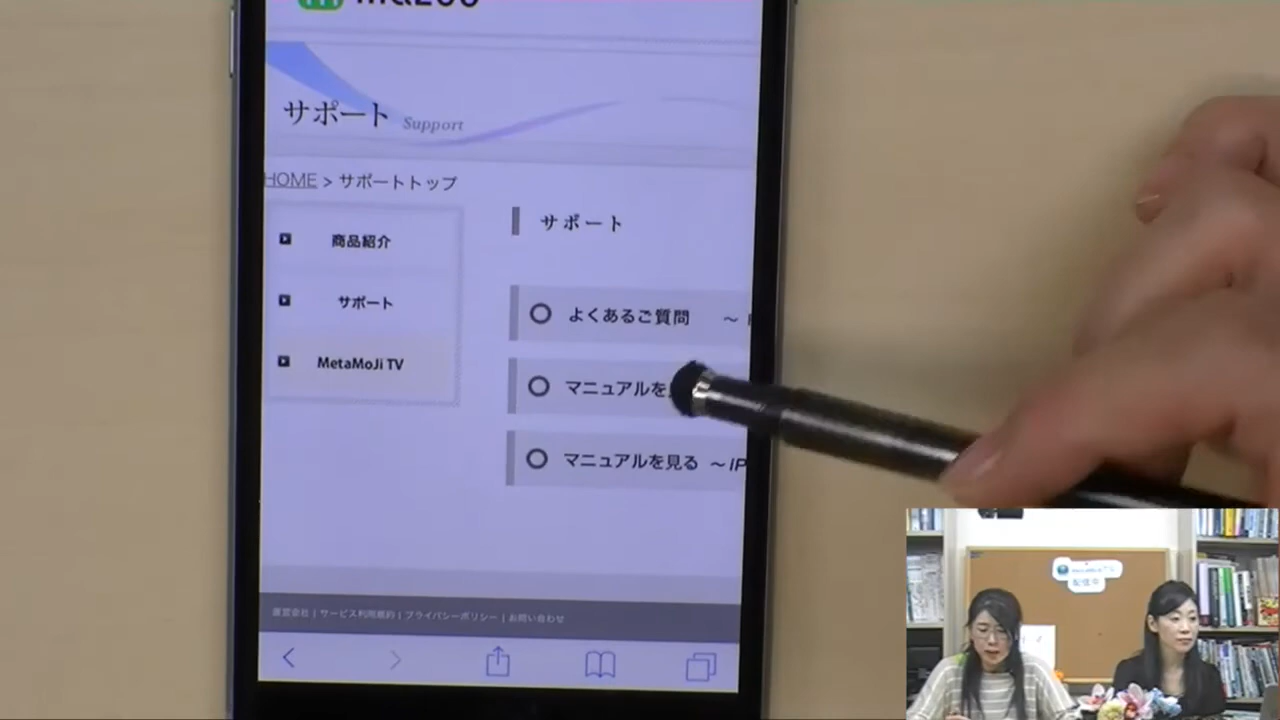 サポート Support
HOME > サポートトップ
商品紹介
サポート
MetaMoJi TV
サポート
よくあるご質問 ～
マニュアルを
マニュアルを見る ～iP
運営会社 | サービス利用規約 | プライバシーポリシー | お問い合わせ
配信中